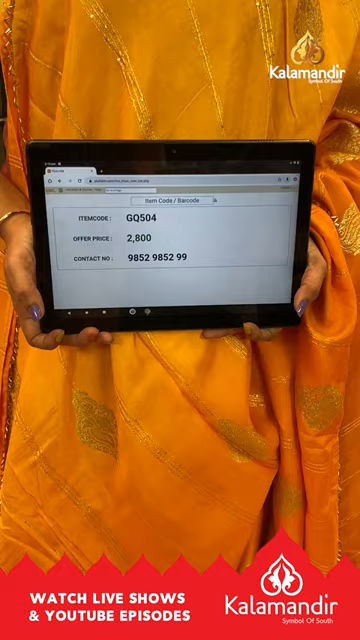 Kalamandir
Symbol Of South
Item Code / Barcode
ITEMCODE : GQ504
OFFER PRICE : 2,800
CONTACT NO : 9852 9852 99
WATCH LIVE SHOWS
& YOUTUBE EPISODES
Kalamandir
Symbol Of South